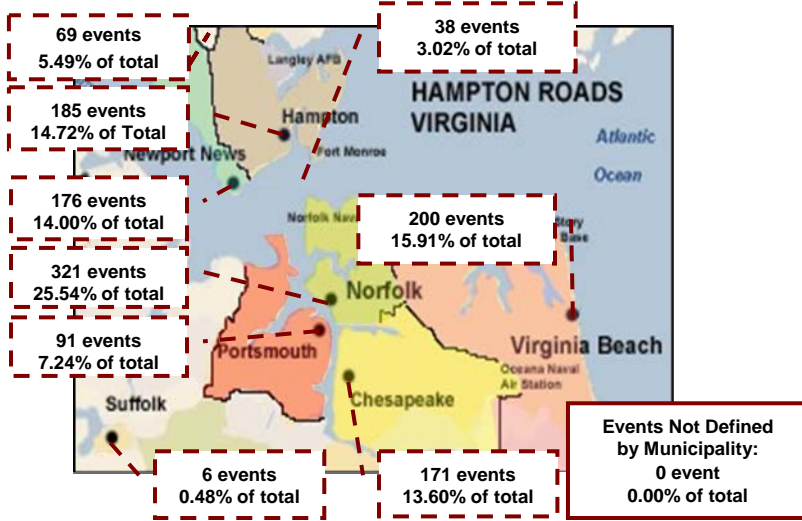 69 events
5.49% of total
38 events
3.02% of total
Langley AFB
185 events
14.72% of Total
HAMPTON ROADS
VIRGINIA
Hampton
Newport News
Fort Monroe
Atlantic
Ocean
176 events
14.00% of total
Norfolk
200 events
15.91% of total
Base
321 events
25.54% of total
Norfolk
91 events
7.24% of total
Portsmouth
Virginia Beach
Oceana Naval
Air Station
Suffolk
Chesapeake
Events Not Defined
by Municipality:
0 event
0.00% of total
6 events
0.48% of total
171 events
13.60% of total